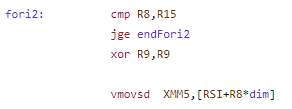 fori2: cmp R8,R15
jge endFori2
xor R9,R9
vmovsd XMM5,[RSI+R8*dim]